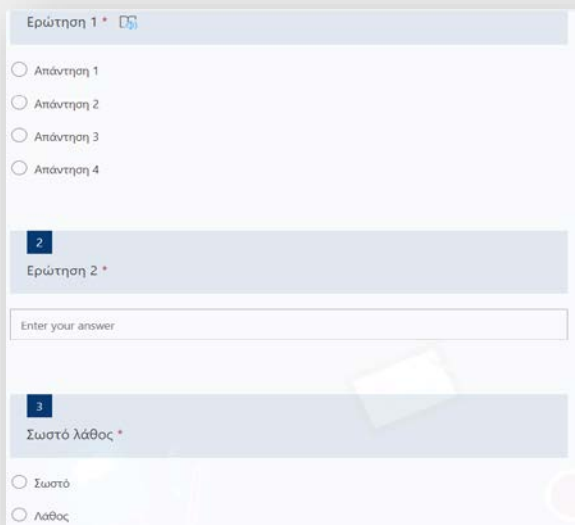 Ερώτηση 1 *
Απάντηση 1
Απάντηση 2
Απάντηση 3
Απάντηση 4
2
Ερώτηση 2 *
Enter your answer
3
Σωστό λάθος *
Σωστό
Λάθος